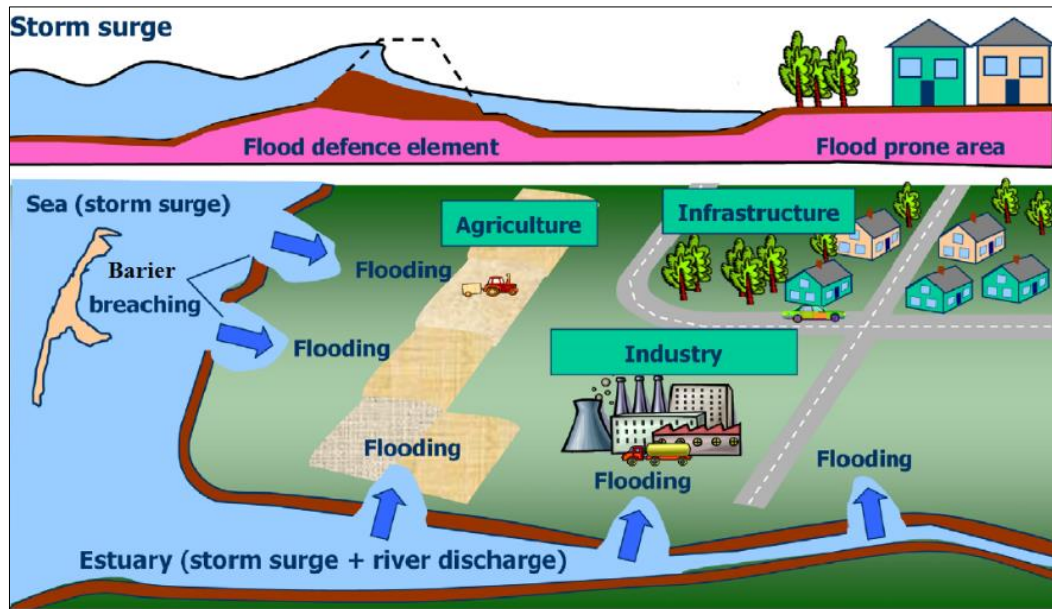 Storm surge
Flood defence element
Flood prone area
Sea (storm surge)
Agriculture
Infrastructure
Flooding
Barier
breaching
Flooding
Industry
Flooding
Flooding
Flooding
Estuary (storm surge + river discharge)